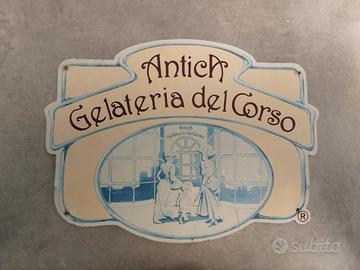 Antica
Gelateria del Corso
®
subito